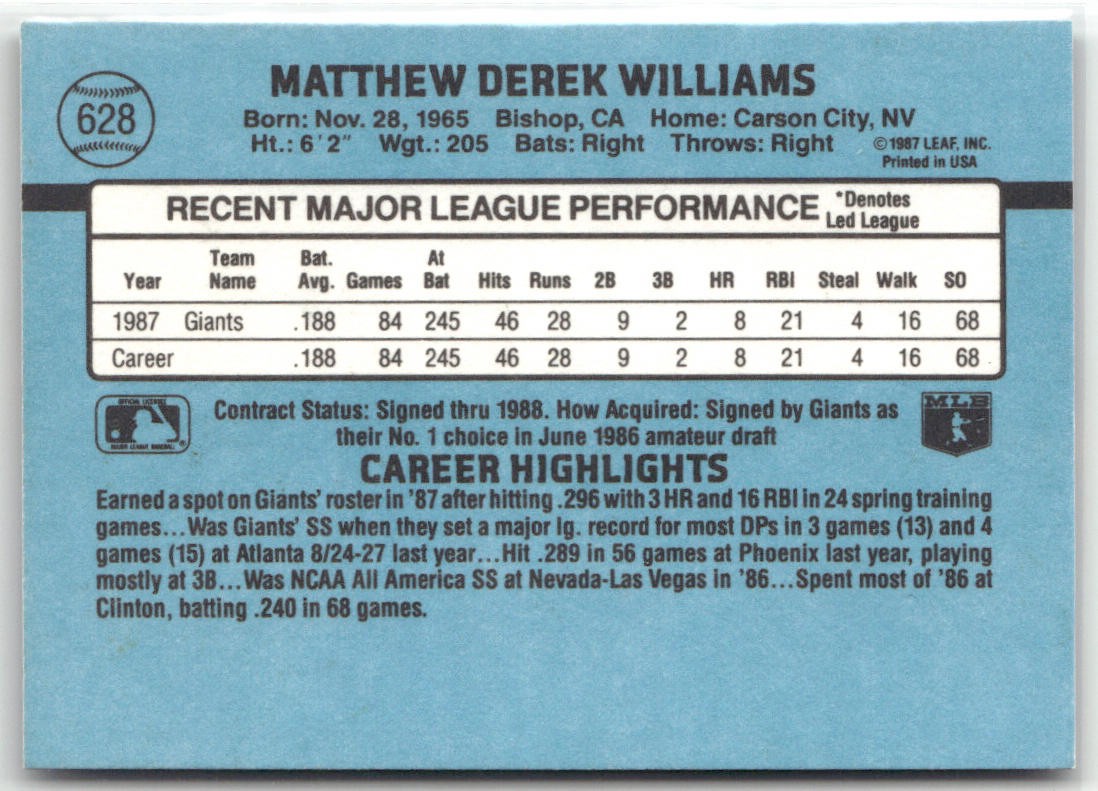 628
MATTHEW DEREK WILLIAMS
Born: Nov. 28, 1965 Bishop, CA Home: Carson City, NV
Ht.: 6'2" Wgt.: 205 Bats: Right Throws: Right
©1987 LEAF, INC.
Printed in USA
RECENT MAJOR LEAGUE PERFORMANCE
*Denotes
Led League
Year Team Name Bat. Avg. Games At Bat Hits Runs 2B 3B HR RBI Steal Walk SO
1987 Giants .188 84 245 46 28 9 2 8 21 4 16 68
Career .188 84 245 46 28 9 2 8 21 4 16 68
OFFICIAL LICENSEE
MAJOR LEAGUE BASEBALL
®
Contract Status: Signed thru 1988. How Acquired: Signed by Giants as
their No. 1 choice in June 1986 amateur draft
MLB
CAREER HIGHLIGHTS
Earned a spot on Giants' roster in '87 after hitting .296 with 3 HR and 16 RBI in 24 spring training
games...Was Giants' SS when they set a major lg. record for most DPs in 3 games (13) and 4
games (15) at Atlanta 8/24-27 last year...Hit .289 in 56 games at Phoenix last year, playing
mostly at 3B...Was NCAA All America SS at Nevada-Las Vegas in '86...Spent most of '86 at
Clinton, batting .240 in 68 games.